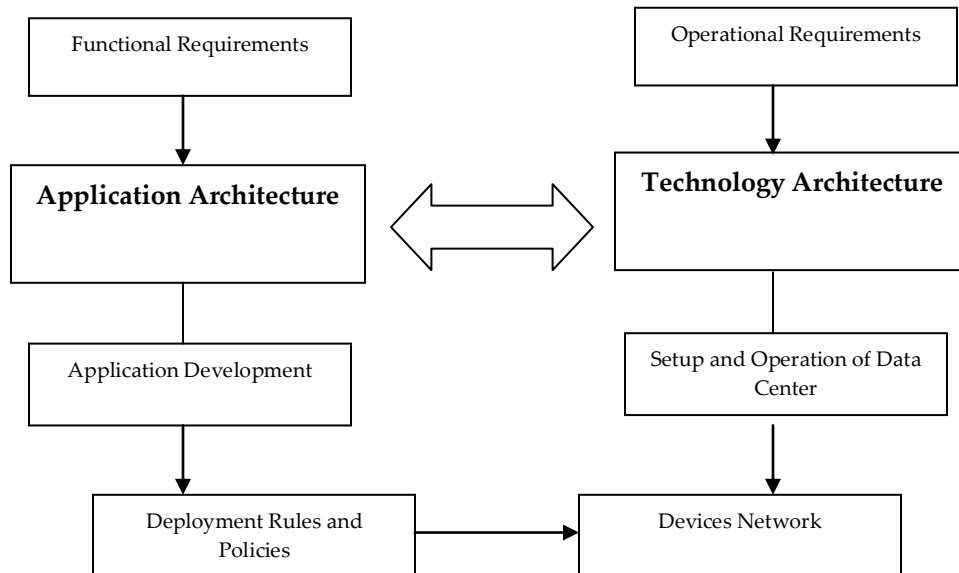 Functional Requirements
Operational Requirements
Application Architecture
Technology Architecture
Application Development
Setup and Operation of Data
Center
Deployment Rules and
Policies
Devices Network